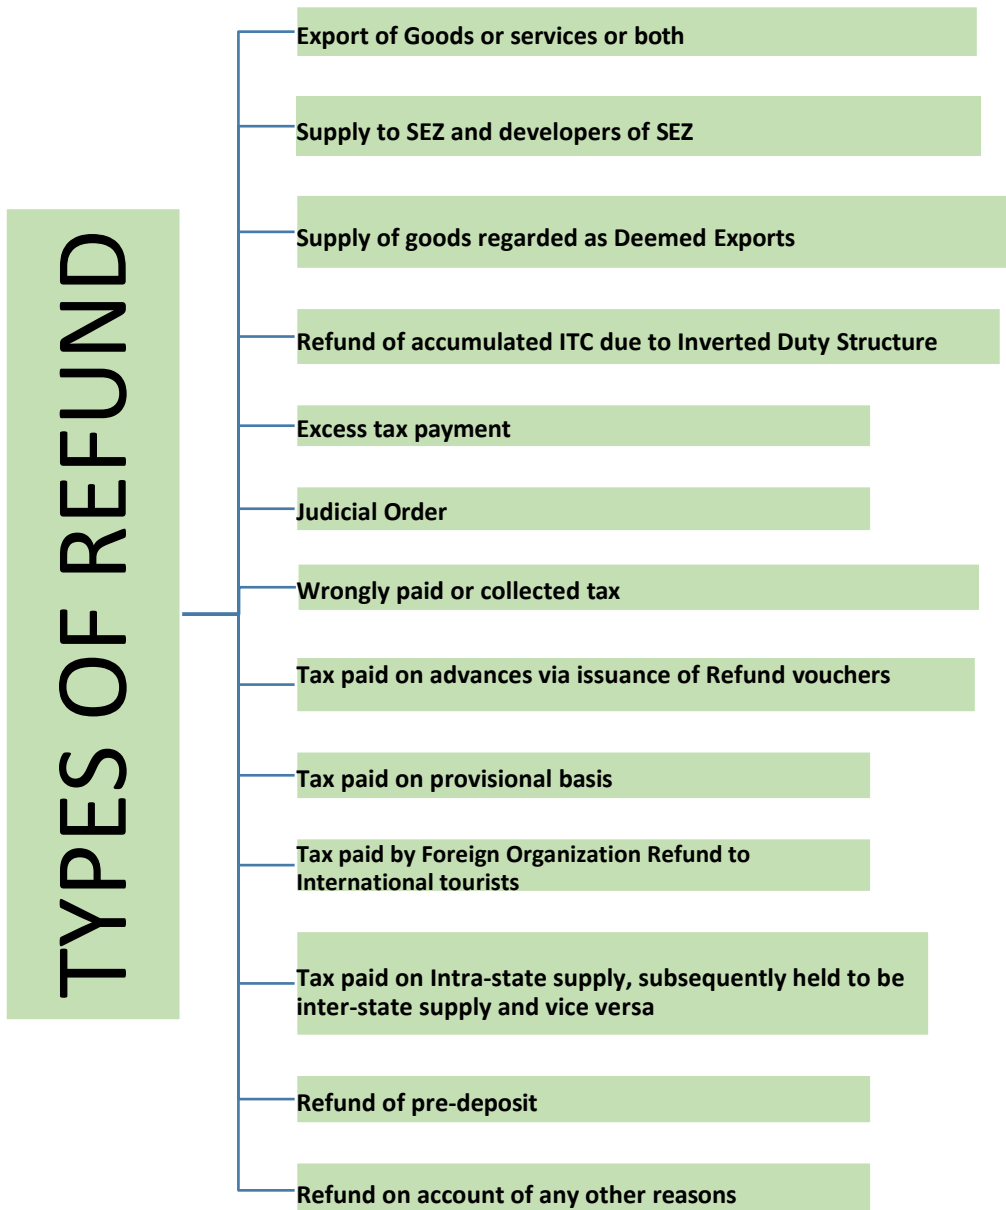 TYPES OF REFUND
Export of Goods or services or both
Supply to SEZ and developers of SEZ
Supply of goods regarded as Deemed Exports
Refund of accumulated ITC due to Inverted Duty Structure
Excess tax payment
Judicial Order
Wrongly paid or collected tax
Tax paid on advances via issuance of Refund vouchers
Tax paid on provisional basis
Tax paid by Foreign Organization Refund to
International tourists
Tax paid on Intra-state supply, subsequently held to be
inter-state supply and vice versa
Refund of pre-deposit
Refund on account of any other reasons